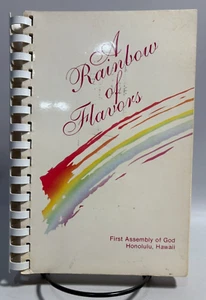 A
Rainbow
of
Flavors
First Assembly of God
Honolulu, Hawaii